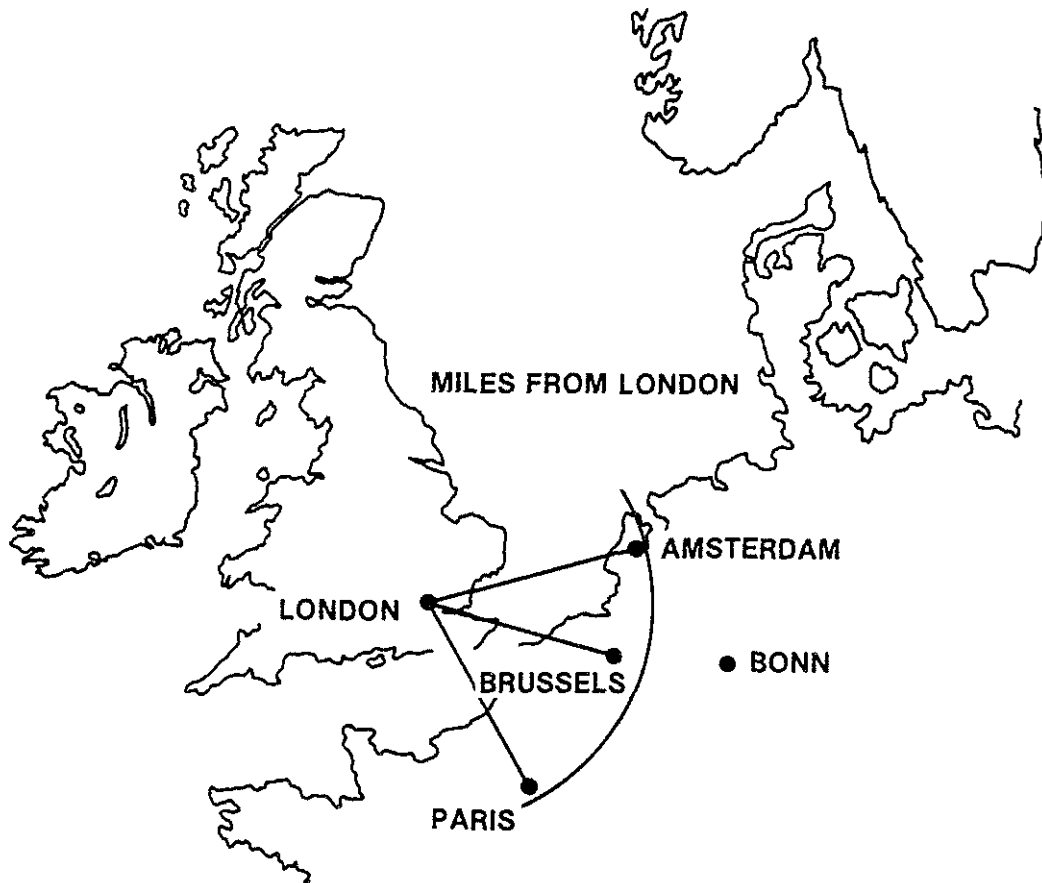 MILES FROM LONDON
AMSTERDAM
LONDON
BONN
BRUSSELS
PARIS